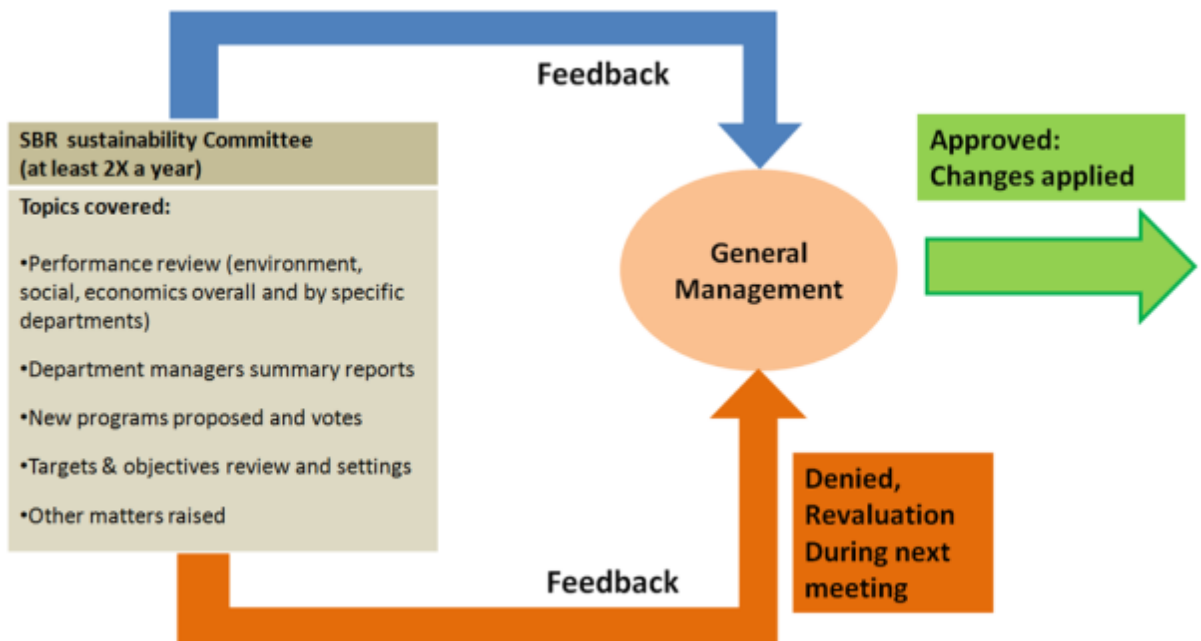 Feedback
SBR sustainability Committee
(at least 2X a year)
Topics covered:
•Performance review (environment,
social, economics overall and by specific
departments)
•Department managers summary reports
•New programs proposed and votes
•Targets & objectives review and settings
•Other matters raised
General
Management
Approved:
Changes applied
Denied,
Revaluation
During next
meeting
Feedback